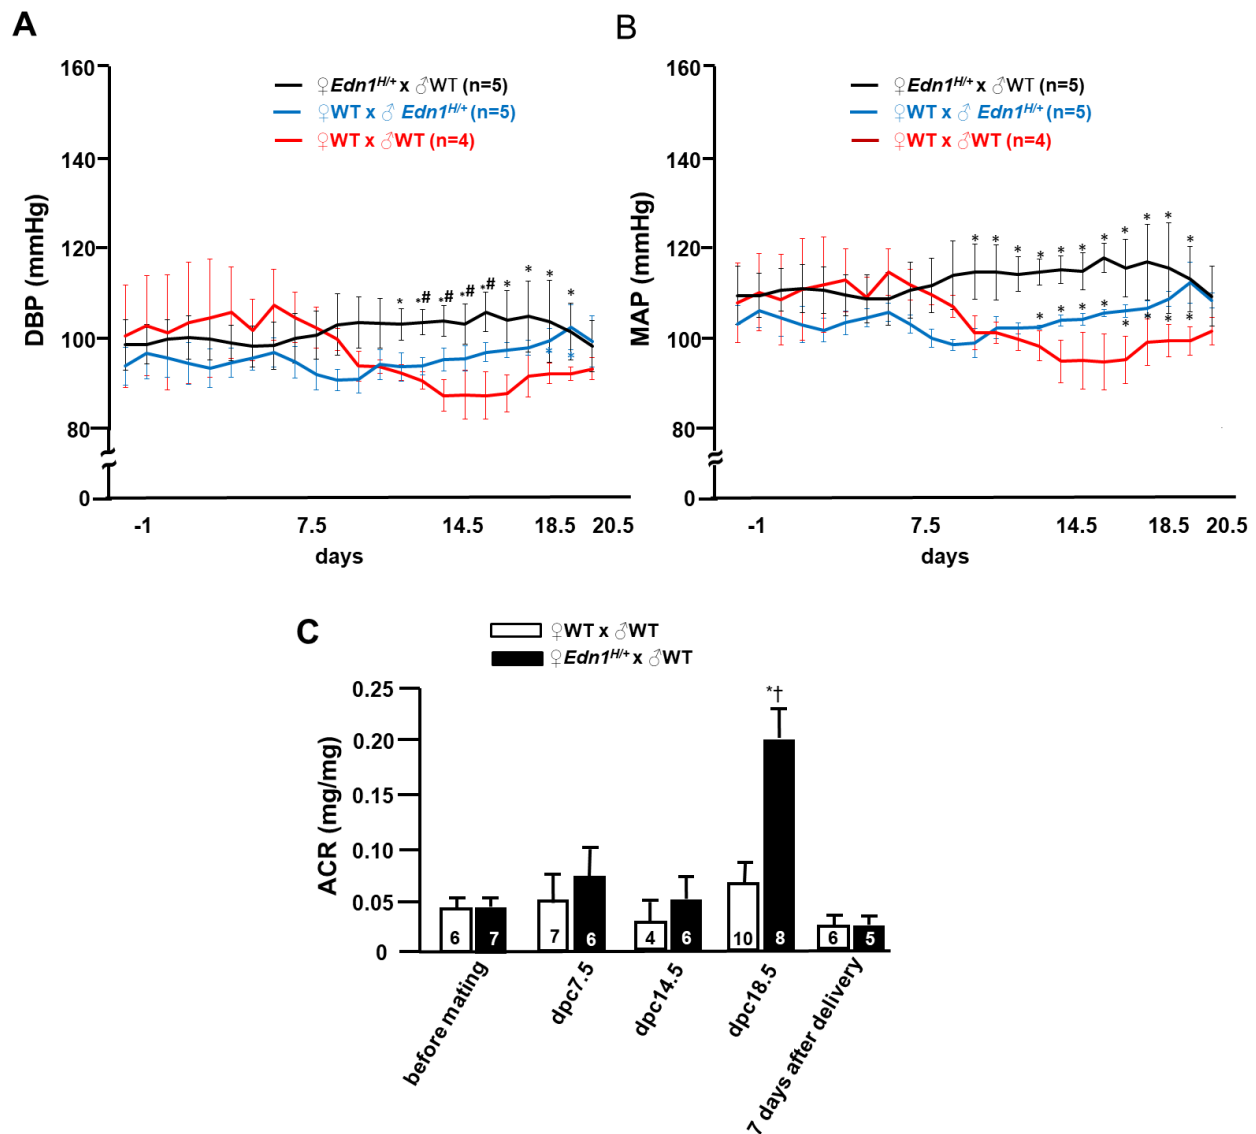 A
B
160
140
120
100
80
0
DBP (mmHg)
♀Edn1H/+ x ♂WT (n=5)
♀WT x ♂ Edn1H/+ (n=5)
♀WT x ♂WT (n=4)
* *# *# *# *# * * * *
* *
-1 7.5 14.5 18.5 20.5
days
160
140
120
100
80
0
MAP (mmHg)
♀Edn1H/+ x ♂WT (n=5)
♀WT x ♂ Edn1H/+ (n=5)
♀WT x ♂WT (n=4)
* * * * * * * * * * *
* * * * * * * *
-1 7.5 14.5 18.5 20.5
days
C
♀WT x ♂WT
♀Edn1H/+ x ♂WT
0.25
0.20
0.15
0.10
0.05
0
ACR (mg/mg)
*†
6 7 7 6 4 6 10 8 6 5
before mating
dpc7.5
dpc14.5
dpc18.5
7 days after delivery